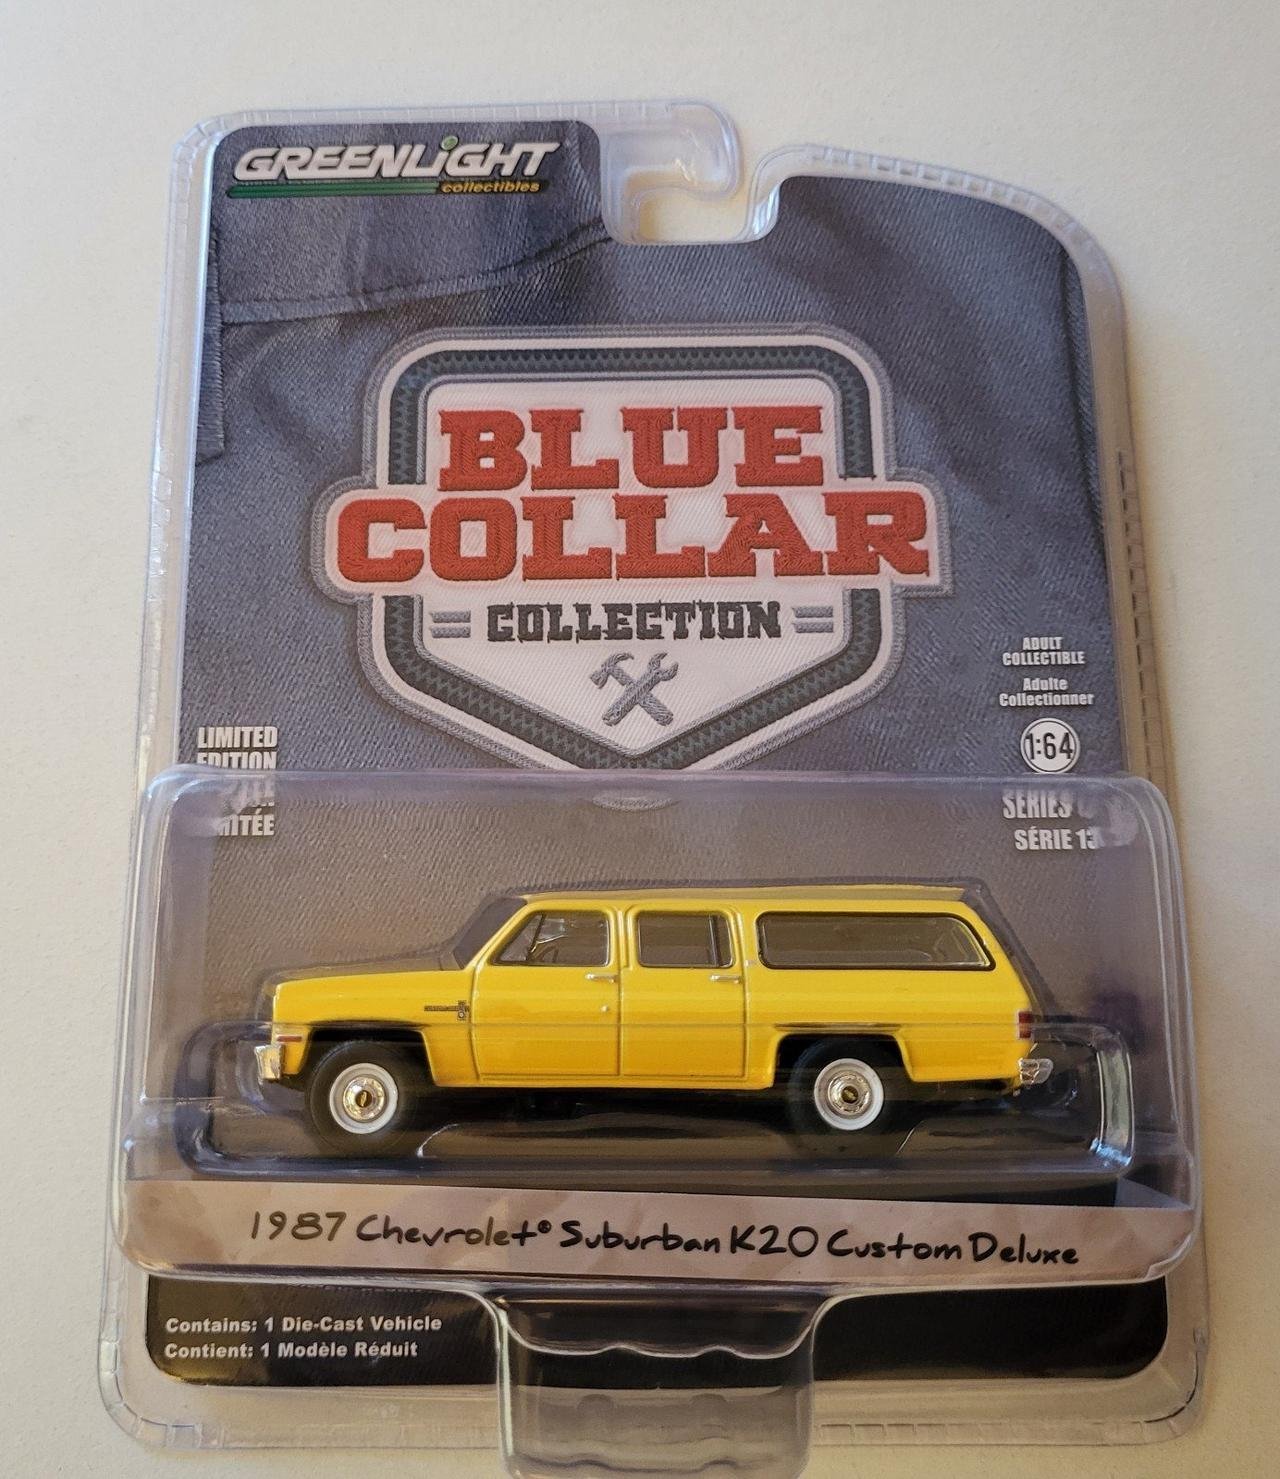 GREENLiGHT
collectibles
BLUE
COLLAR
COLLECTION
ADULT
COLLECTIBLE
Adulte
Collectionner
1:64
LIMITED
EDITION
SERIES
SÉRIE 13
1987 Chevrolet® Suburban K20 Custom Deluxe
Contains: 1 Die-Cast Vehicle
Contient: 1 Modèle Réduit